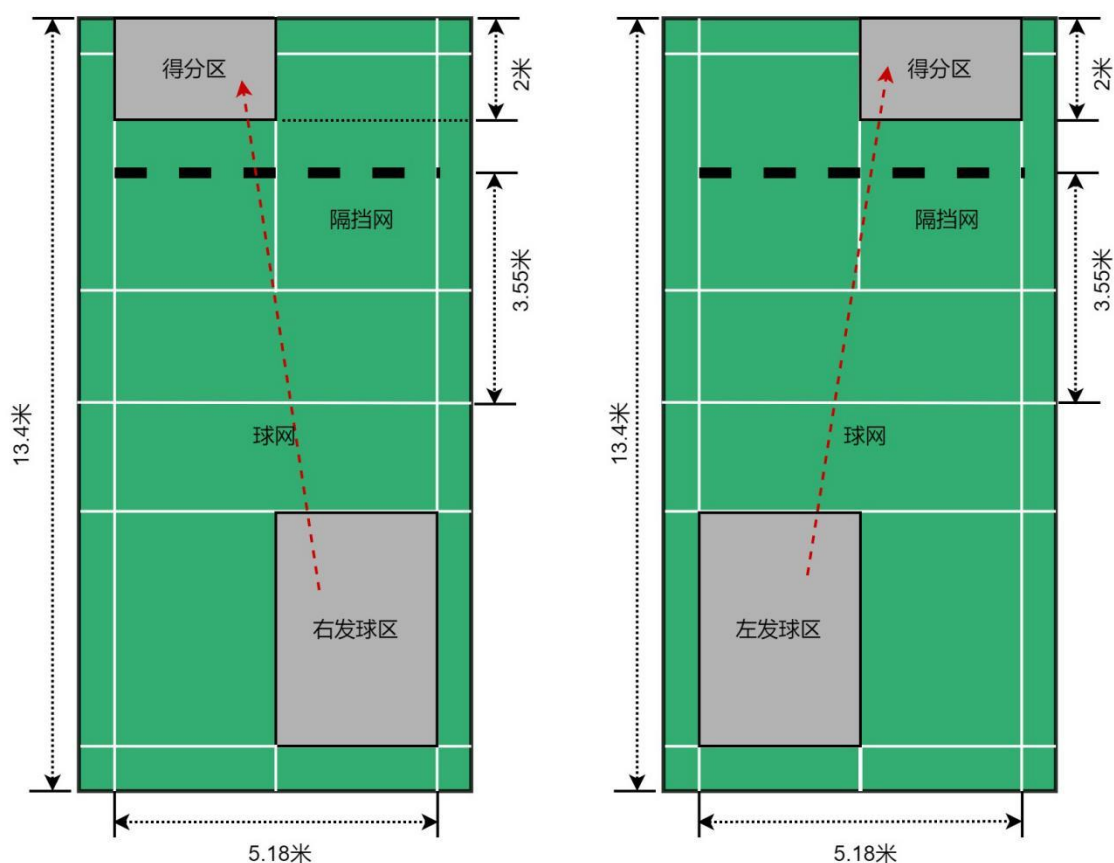 得分区
2米
隔挡网
3.55米
13.4米
球网
右发球区
5.18米
得分区
2米
隔挡网
3.55米
13.4米
球网
左发球区
5.18米